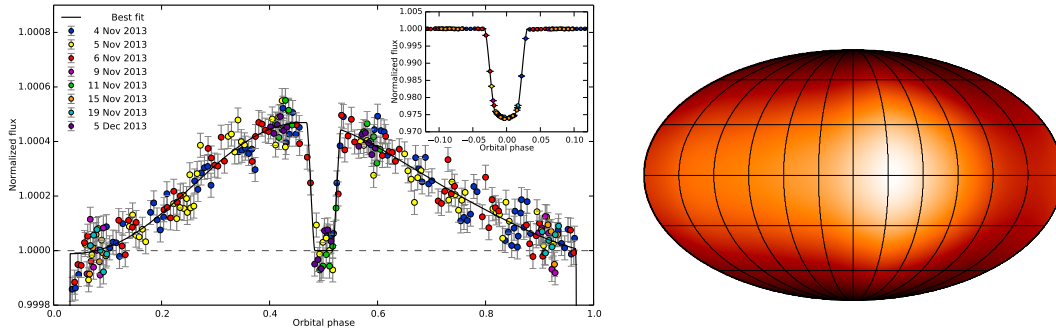 1.0008
1.0006
1.0004
1.0002
1.0000
0.9998
Normalized flux
Best fit
4 Nov 2013
5 Nov 2013
6 Nov 2013
9 Nov 2013
11 Nov 2013
15 Nov 2013
19 Nov 2013
5 Dec 2013
0.0 0.2 0.4 0.6 0.8 1.0
Orbital phase
1.005
1.000
0.995
0.990
0.985
0.980
0.975
0.970
Normalized flux
−0.10 −0.05 0.00 0.05 0.10
Orbital phase